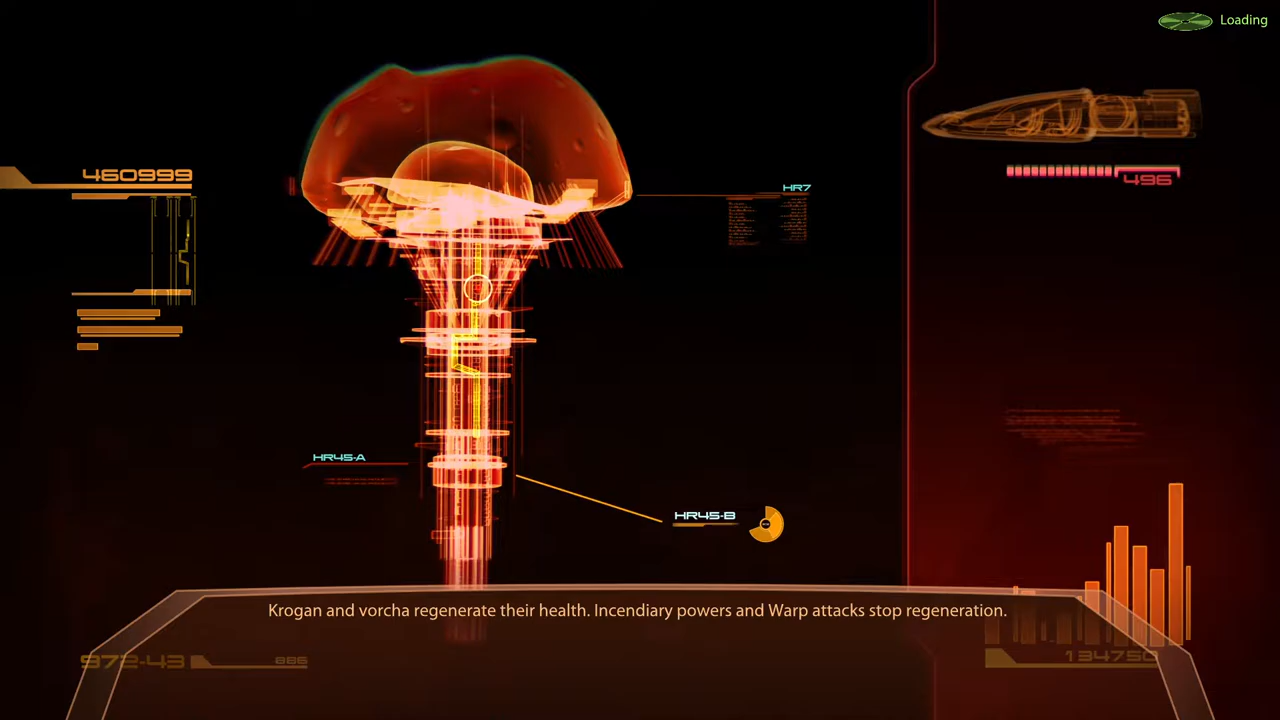 Loading
460999
HR7
496
HR45-A
HR45-B
Krogan and vorcha regenerate their health. Incendiary powers and Warp attacks stop regeneration.
972-43
886
134750